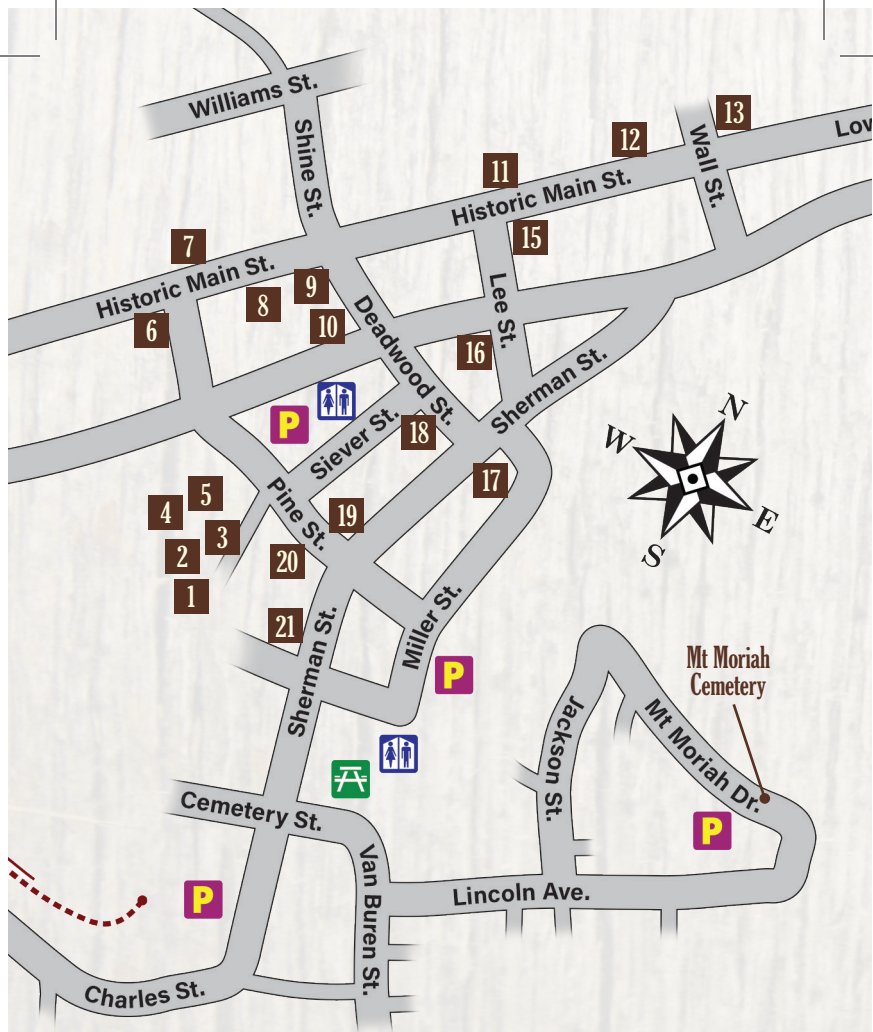 Williams St.
Shine St.
13
Low
12
Wall St.
11
Historic Main St.
15
7
Historic Main St.
9
8
6
10
Deadwood St.
Lee St.
16
Sherman St.
P
Siever St.
18
N
W
E
S
17
5
4
Pine St.
19
3
2
20
1
21
Sherman St.
Miller St.
P
Mt Moriah
Cemetery
Jackson St.
Mt Moriah Dr.
Cemetery St.
P
Van Buren St.
Lincoln Ave.
P
Charles St.